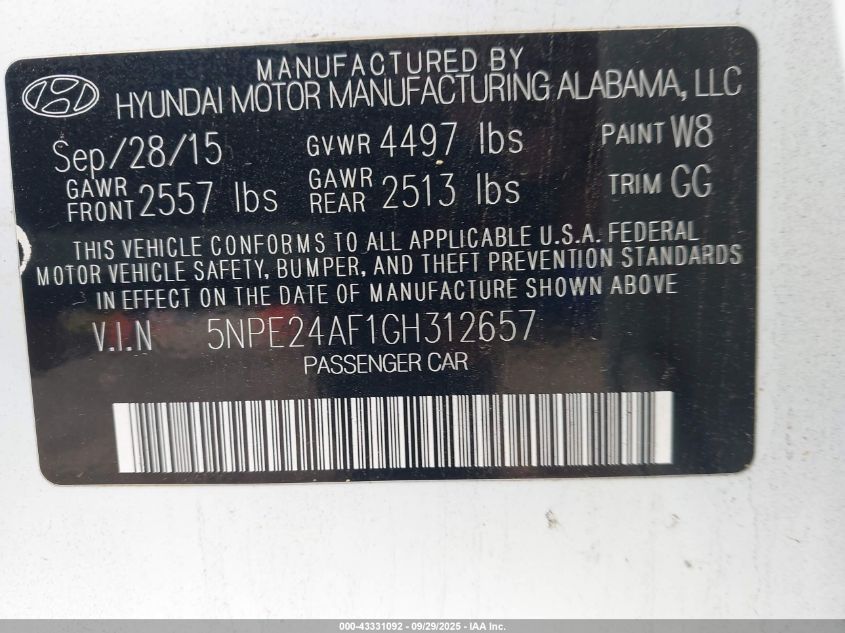 MANUFACTURED BY
HYUNDAI MOTOR MANUFACTURING ALABAMA, LLC
Sep/28/15 GVWR 4497 lbs PAINT W8
GAWR FRONT 2557 lbs GAWR REAR 2513 lbs TRIM GG
THIS VEHICLE CONFORMS TO ALL APPLICABLE U.S.A. FEDERAL
MOTOR VEHICLE SAFETY, BUMPER, AND THEFT PREVENTION STANDARDS
IN EFFECT ON THE DATE OF MANUFACTURE SHOWN ABOVE
V.I.N 5NPE24AF1GH312657
PASSENGER CAR
000-43331092 - 09/29/2025 - IAA Inc.